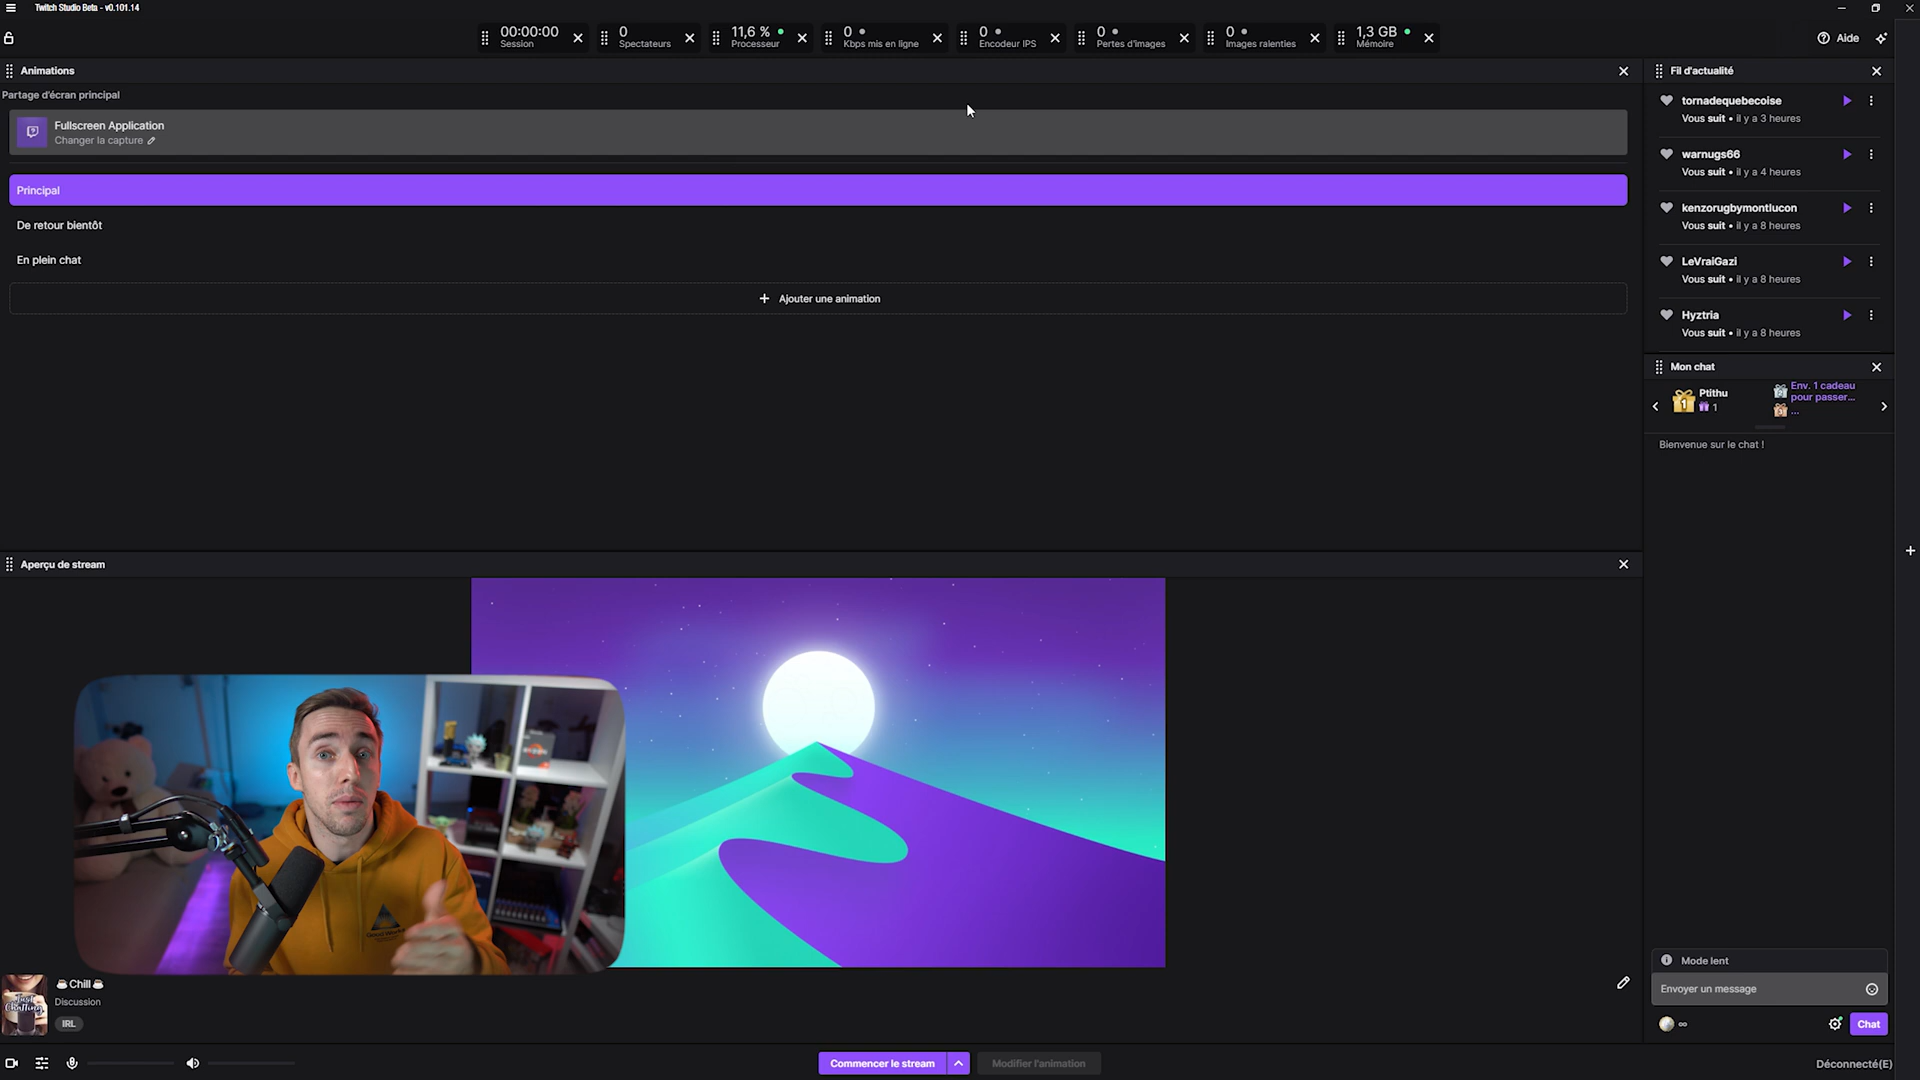 Twitch Studio Beta - v0.101.14
00:00:00
Session
0
Spectateurs
11,6 %
Processeur
0
Kbps mis en ligne
0
Encodeur IPS
0
Pertes d'images
0
Images ralenties
1,3 GB
Mémoire
Aide
Animations
Partage d'écran principal
Fullscreen Application
Changer la capture
Principal
De retour bientôt
En plein chat
+ Ajouter une animation
Fil d'actualité
tornadequebecoise
Vous suit • il y a 3 heures
warnugs66
Vous suit • il y a 4 heures
kenzorugbymontlucon
Vous suit • il y a 8 heures
LeVraiGazi
Vous suit • il y a 8 heures
Hyztria
Vous suit • il y a 8 heures
Mon chat
1
Ptithu
1
Env. 1 cadeau
pour passer...
...
Bienvenue sur le chat !
Aperçu de stream
Chill
Discussion
IRL
Just
Chatting
Mode lent
Envoyer un message
∞
Chat
Commencer le stream
Modifier l'animation
Déconnecté(E)